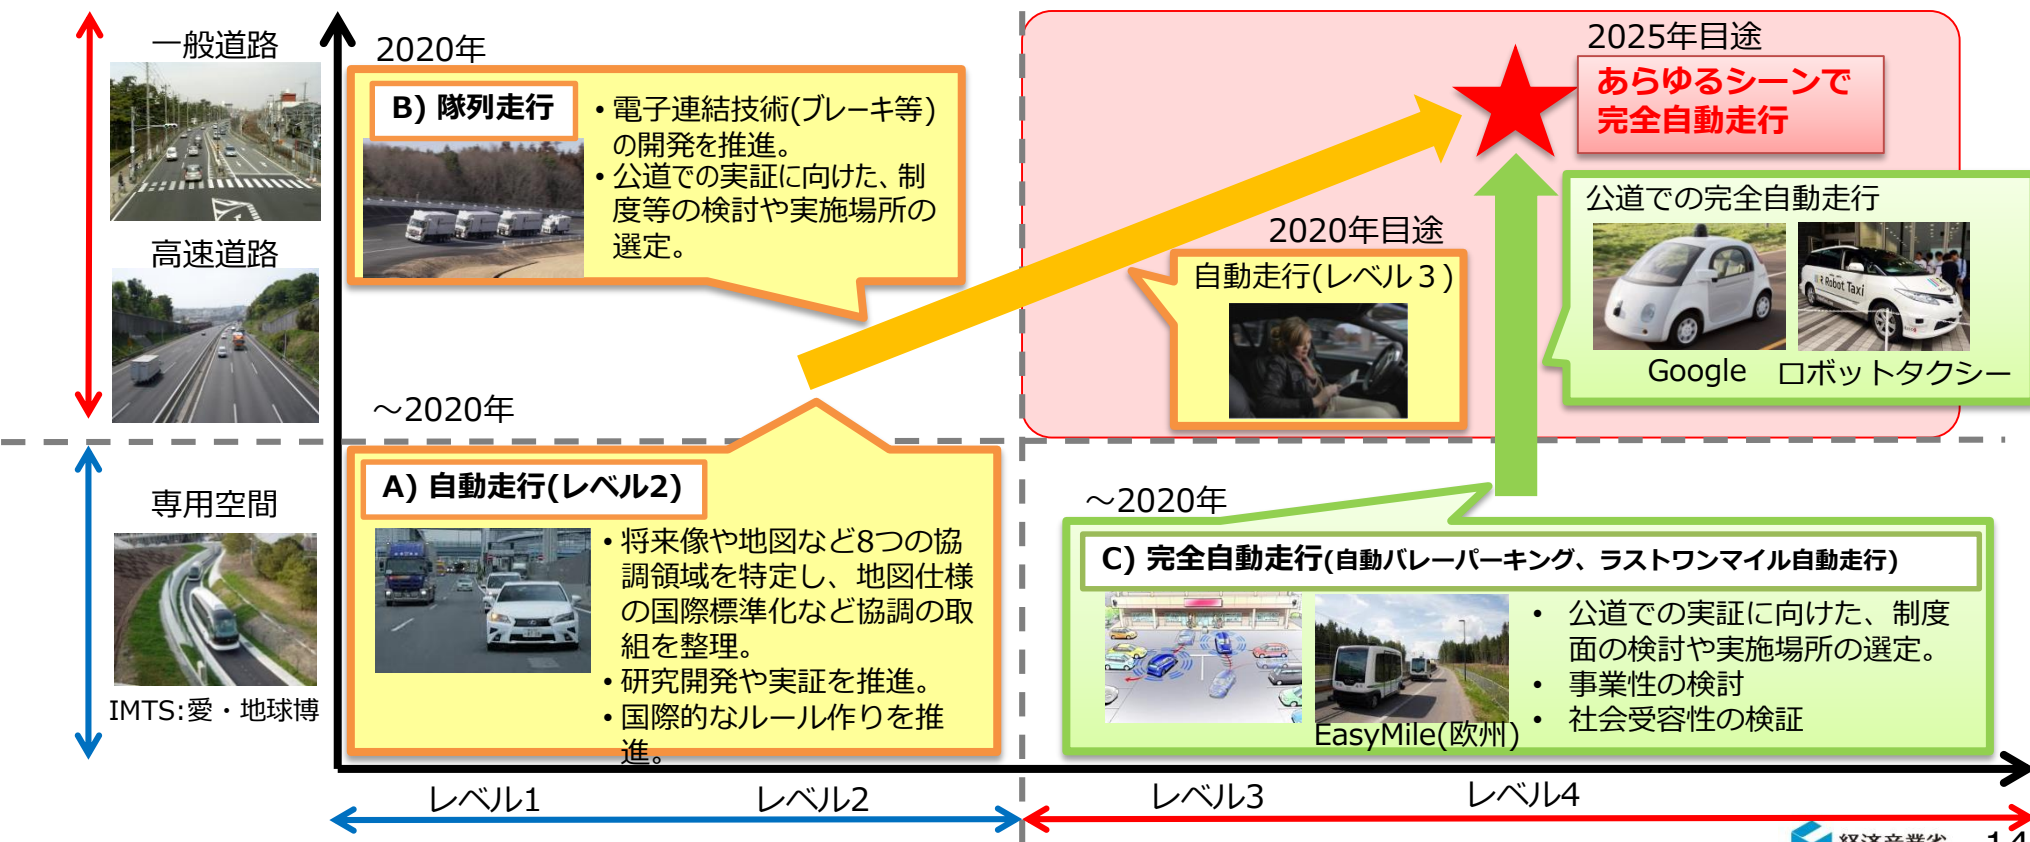 一般道路
高速道路
専用空間
IMTS:愛・地球博
2020年
B) 隊列走行
・電子連結技術(ブレーキ等)
の開発を推進。
・公道での実証に向けた、制
度等の検討や実施場所の
選定。
～2020年
A) 自動走行(レベル2)
・将来像や地図など8つの協
調領域を特定し、地図仕様
の国際標準化など協調の取
組を整理。
・研究開発や実証を推進。
・国際的なルール作りを推
進。
2025年目途
あらゆるシーンで
完全自動走行
2020年目途
自動走行(レベル３)
公道での完全自動走行
Robot Taxi
Google
ロボットタクシー
～2020年
C) 完全自動走行(自動バレーパーキング、ラストワンマイル自動走行)
EasyMile(欧州)
• 公道での実証に向けた、制度
面の検討や実施場所の選定。
• 事業性の検討
• 社会受容性の検証
レベル1
レベル2
レベル3
レベル4
経済産業省
14